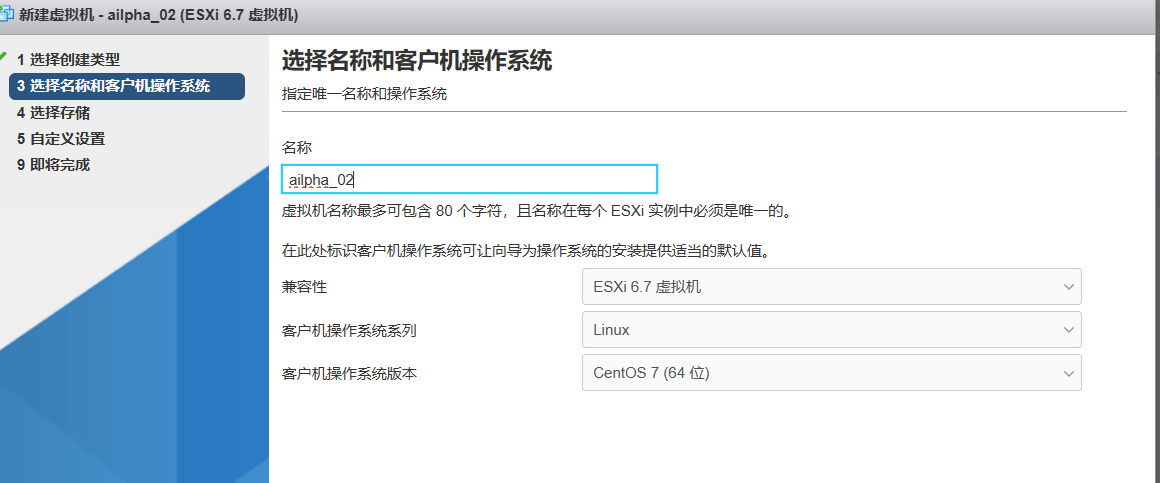 新建虚拟机 - ailpha_02 (ESXi 6.7 虚拟机)
1 选择创建类型
3 选择名称和客户机操作系统
4 选择存储
5 自定义设置
9 即将完成
选择名称和客户机操作系统
指定唯一名称和操作系统
名称
ailpha_02
虚拟机名称最多可包含 80 个字符，且名称在每个 ESXi 实例中必须是唯一的。
在此处标识客户机操作系统可让向导为操作系统的安装提供适当的默认值。
兼容性 ESXi 6.7 虚拟机
客户机操作系统系列 Linux
客户机操作系统版本 CentOS 7 (64 位)